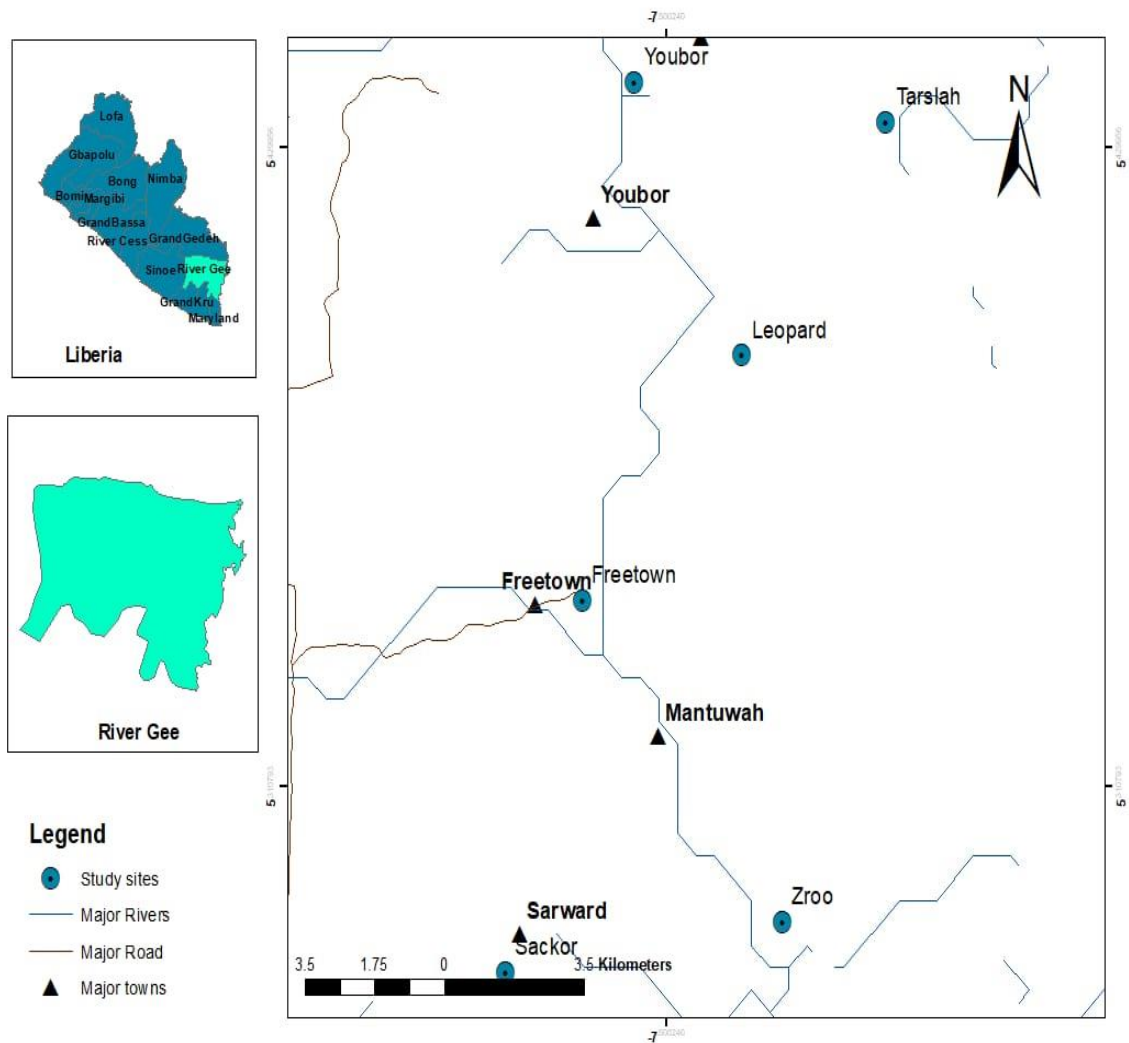 -7
Lofa
Gbapolu
Bong
Nimba
Bomi
Margibi
GrandBassa
River Cess
GrandGedeh
Sinoe
River Gee
GrandKru
Maryland
Liberia
River Gee
Legend
Study sites
Major Rivers
Major Road
Major towns
N
Youbor
Tarslah
Youbor
Leopard
Freetown
Freetown
Mantuwah
Zroo
Sarward
Sackor
3.5 1.75 0 3.5 Kilometers
5
5
5
5
-7